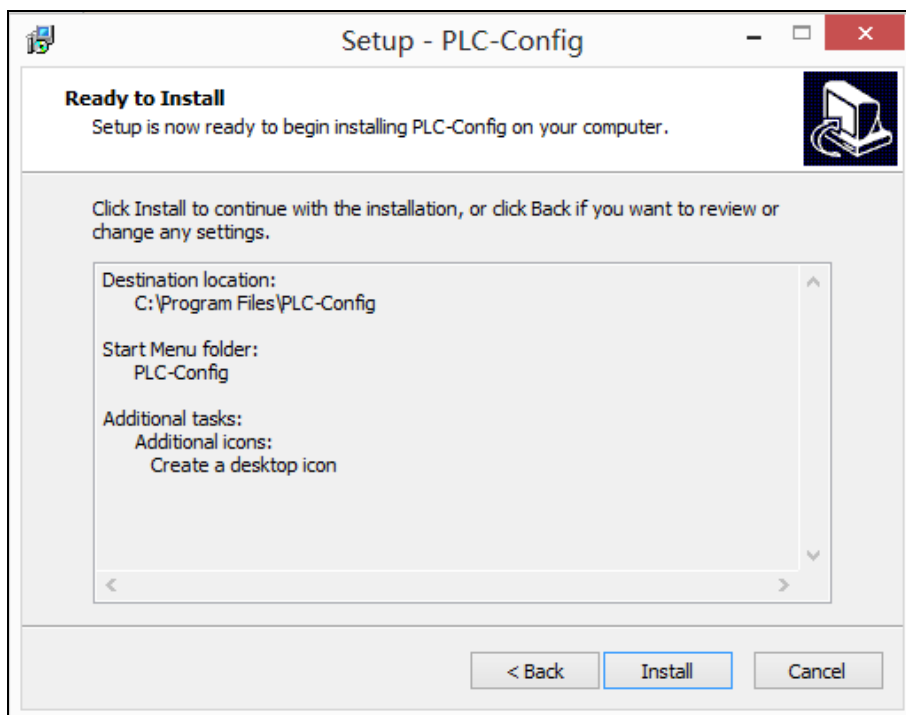 Setup - PLC-Config
Ready to Install
Setup is now ready to begin installing PLC-Config on your computer.
Click Install to continue with the installation, or click Back if you want to review or
change any settings.
Destination location:
C:\Program Files\PLC-Config
Start Menu folder:
PLC-Config
Additional tasks:
Additional icons:
Create a desktop icon
< Back
Install
Cancel